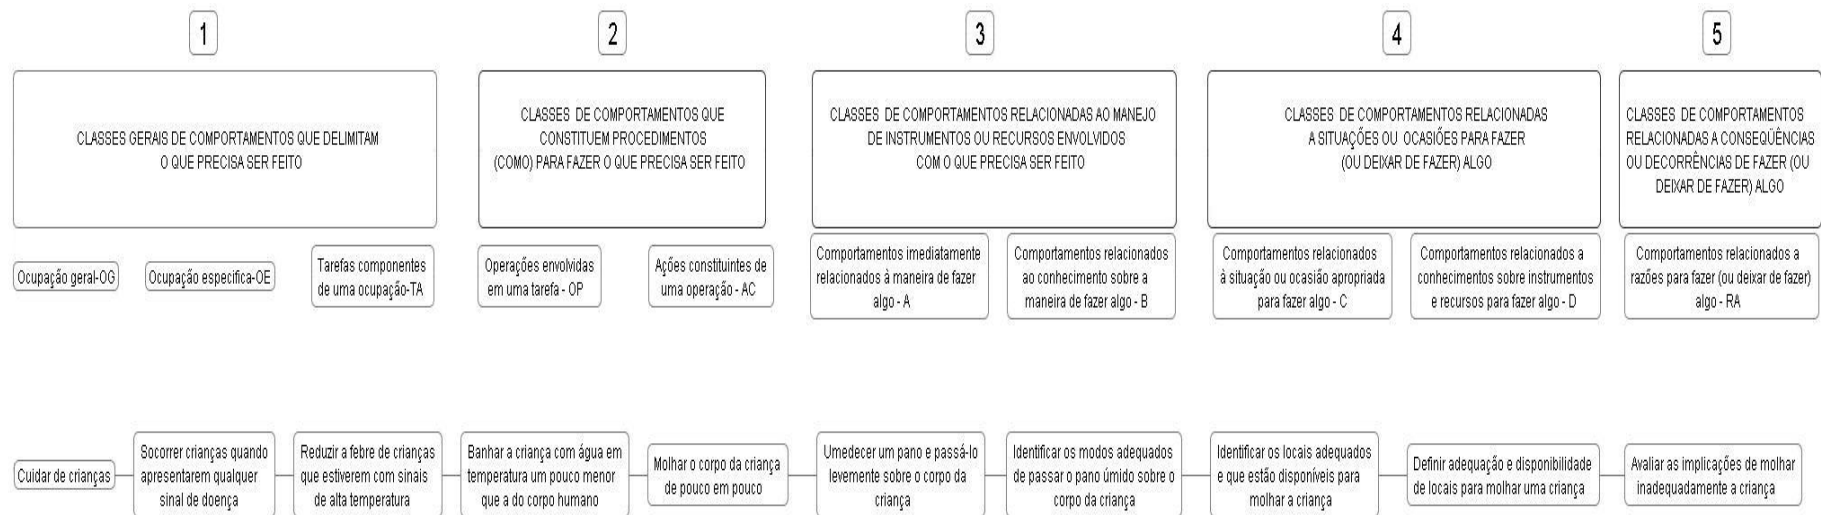 1
2
3
4
5
CLASSES GERAIS DE COMPORTAMENTOS QUE DELIMITAM
O QUE PRECISA SER FEITO
CLASSES DE COMPORTAMENTOS QUE
CONSTITUEM PROCEDIMENTOS
(COMO) PARA FAZER O QUE PRECISA SER FEITO
CLASSES DE COMPORTAMENTOS RELACIONADAS AO MANEJO
DE INSTRUMENTOS OU RECURSOS ENVOLVIDOS
COM O QUE PRECISA SER FEITO
CLASSES DE COMPORTAMENTOS RELACIONADAS
A SITUAÇÕES OU OCASIÕES PARA FAZER
(OU DEIXAR DE FAZER) ALGO
CLASSES DE COMPORTAMENTOS
RELACIONADAS A CONSEQÜÊNCIAS
OU DECORRÊNCIAS DE FAZER (OU
DEIXAR DE FAZER) ALGO
Ocupação geral-OG
Ocupação especifica-OE
Tarefas componentes
de uma ocupação-TA
Operações envolvidas
em uma tarefa - OP
Ações constituintes de
uma operação - AC
Comportamentos imediatamente
relacionados à maneira de fazer
algo - A
Comportamentos relacionados
ao conhecimento sobre a
maneira de fazer algo - B
Comportamentos relacionados
à situação ou ocasião apropriada
para fazer algo - C
Comportamentos relacionados a
conhecimentos sobre instrumentos
e recursos para fazer algo - D
Comportamentos relacionados a
razões para fazer (ou deixar de fazer)
algo - RA
Cuidar de crianças
Socorrer crianças quando
apresentarem qualquer
sinal de doença
Reduzir a febre de crianças
que estiverem com sinais
de alta temperatura
Banhar a criança com água em
temperatura um pouco menor
que a do corpo humano
Molhar o corpo da criança
de pouco em pouco
Umedecer um pano e passá-lo
levemente sobre o corpo da
criança
Identificar os modos adequados
de passar o pano úmido sobre o
corpo da criança
Identificar os locais adequados
e que estão disponíveis para
molhar a criança
Definir adequação e disponibilidade
de locais para molhar uma criança
Avaliar as implicações de molhar
inadequadamente a criança